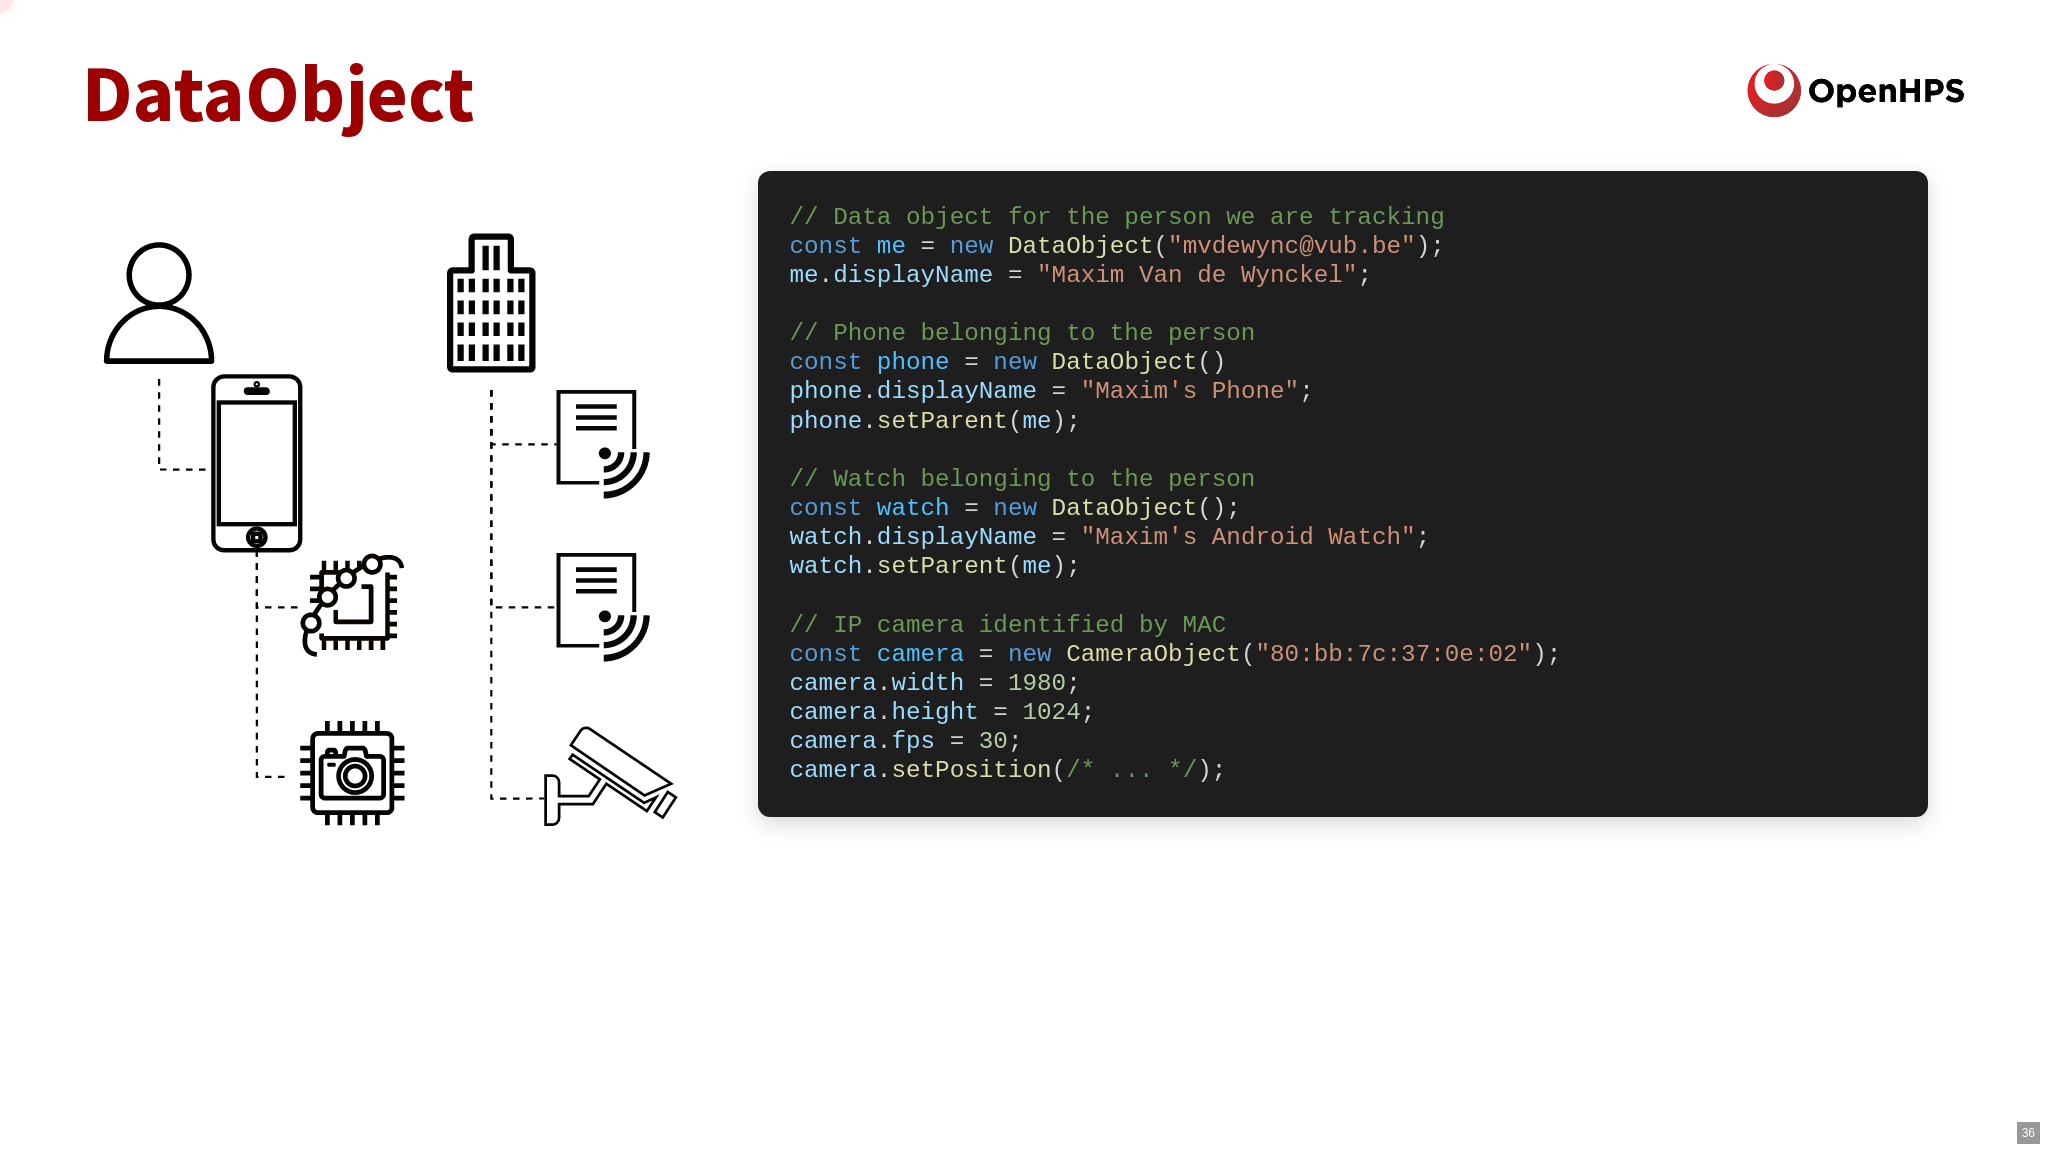 DataObject
OpenHPS
// Data object for the person we are tracking
const me = new DataObject("mvdewync@vub.be");
me.displayName = "Maxim Van de Wynckel";
// Phone belonging to the person
const phone = new DataObject()
phone.displayName = "Maxim's Phone";
phone.setParent(me);
// Watch belonging to the person
const watch = new DataObject();
watch.displayName = "Maxim's Android Watch";
watch.setParent(me);
// IP camera identified by MAC
const camera = new CameraObject("80:bb:7c:37:0e:02");
camera.width = 1980;
camera.height = 1024;
camera.fps = 30;
camera.setPosition(/* ... */);
36